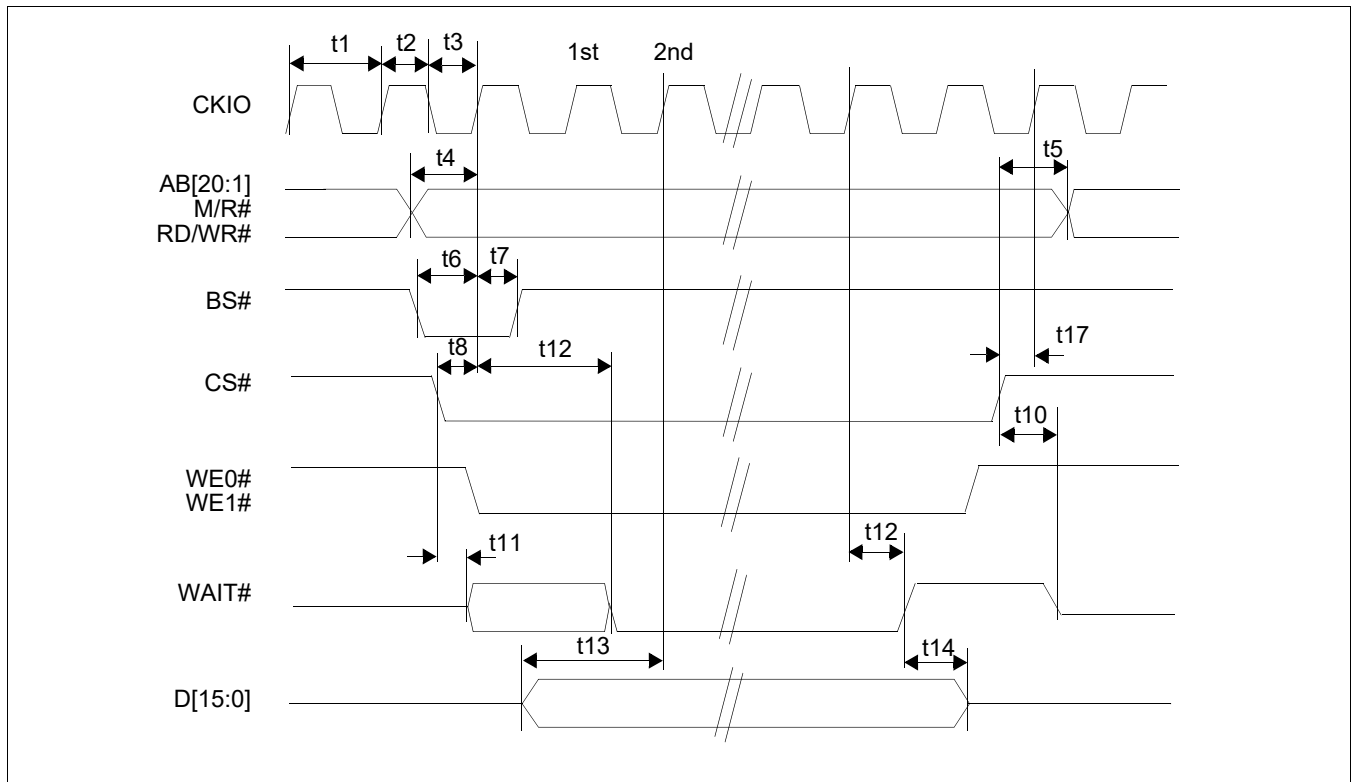 t1
t2
t3
1st
2nd
CKIO
t4
t5
AB[20:1]
M/R#
RD/WR#
t6
t7
BS#
t17
t8
t12
CS#
t10
WE0#
WE1#
t12
t11
WAIT#
t13
t14
D[15:0]